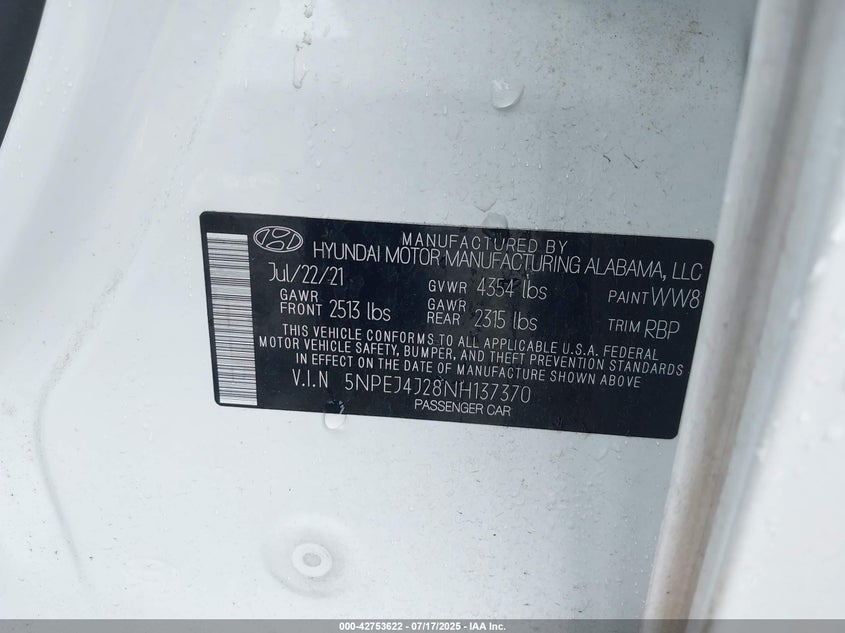 MANUFACTURED BY
HYUNDAI MOTOR MANUFACTURING ALABAMA, LLC
Jul/22/21 GVWR 4354 lbs PAINT WW8
GAWR FRONT 2513 lbs GAWR REAR 2315 lbs TRIM RBP
THIS VEHICLE CONFORMS TO ALL APPLICABLE U.S.A. FEDERAL
MOTOR VEHICLE SAFETY, BUMPER, AND THEFT PREVENTION STANDARDS
IN EFFECT ON THE DATE OF MANUFACTURE SHOWN ABOVE
V.I.N 5NPEJ4J28NH137370
PASSENGER CAR
000-42753622 - 07/17/2025 - IAA Inc.